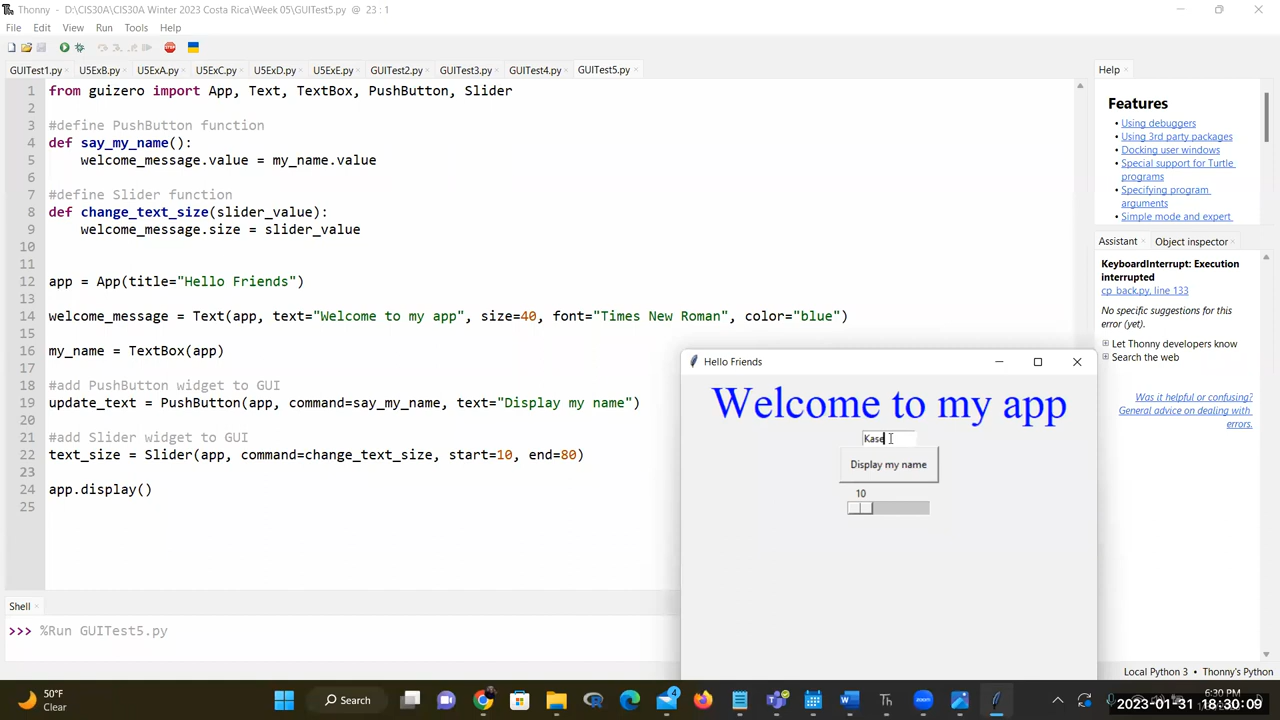 Thonny - D:\CIS30A\CIS30A Winter 2023 Costa Rica\Week 05\GUITest5.py @ 23 : 1
File Edit View Run Tools Help
STOP
GUITest1.py U5ExB.py U5ExA.py U5ExC.py U5ExD.py U5ExE.py GUITest2.py GUITest3.py GUITest4.py GUITest5.py
1 from guizero import App, Text, TextBox, PushButton, Slider
2
3 #define PushButton function
4 def say_my_name():
5 welcome_message.value = my_name.value
6
7 #define Slider function
8 def change_text_size(slider_value):
9 welcome_message.size = slider_value
10
11
12 app = App(title="Hello Friends")
13
14 welcome_message = Text(app, text="Welcome to my app", size=40, font="Times New Roman", color="blue")
15
16 my_name = TextBox(app)
17
18 #add PushButton widget to GUI
19 update_text = PushButton(app, command=say_my_name, text="Display my name")
20
21 #add Slider widget to GUI
22 text_size = Slider(app, command=change_text_size, start=10, end=80)
23
24 app.display()
25
Shell
>>> %Run GUITest5.py
Hello Friends
Welcome to my app
Kase
Display my name
10
Help
Features
• Using debuggers
• Using 3rd party packages
• Docking user windows
• Special support for Turtle
programs
• Specifying program
arguments
• Simple mode and expert
Assistant Object inspector
KeyboardInterrupt: Execution
interrupted
cp_back.py, line 133
No specific suggestions for this
error (yet).
Let Thonny developers know
Search the web
Was it helpful or confusing?
General advice on dealing with
errors.
Local Python 3 • Thonny's Python
50°F
Clear
Search
4
Th
zoom
6:30 PM
2023-01-31 18:30:09